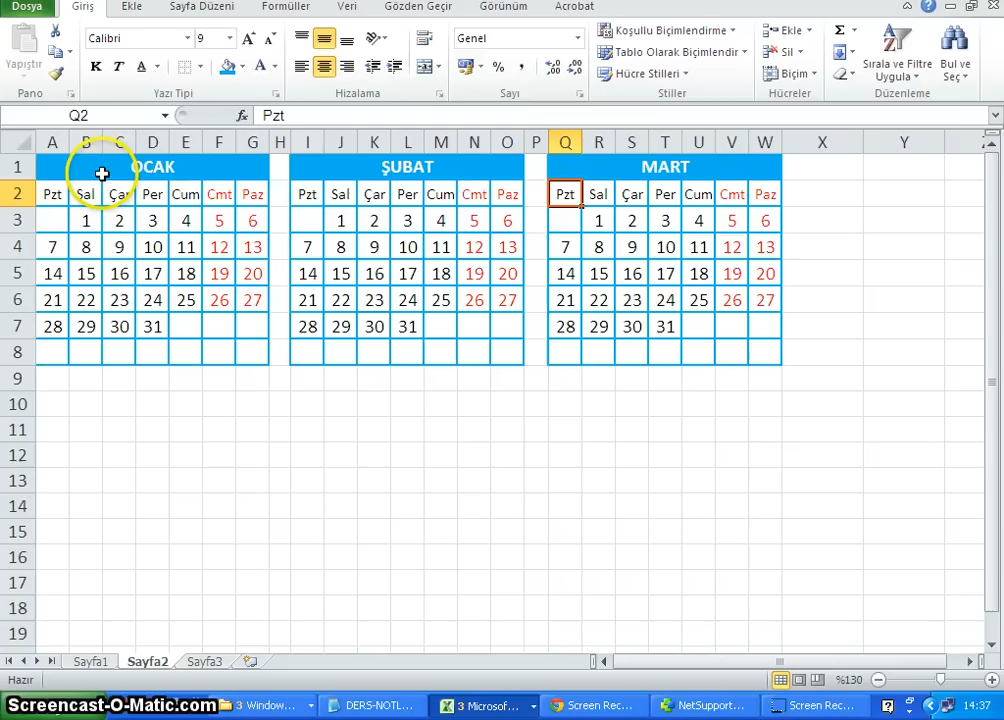 Dosya Giriş Ekle Sayfa Düzeni Formüller Veri Gözden Geçir Görünüm Acrobat
Yapıştır
Calibri 9
K T A A
Genel
% ,
Koşullu Biçimlendirme
Tablo Olarak Biçimlendir
Hücre Stilleri
Ekle
Sil
Biçim
Σ
Sırala ve Filtre Uygula
Bul ve Seç
Pano Yazı Tipi Hizalama Sayı Stiller Hücreler Düzenleme
Q2 fx Pzt
A B C D E F G H I J K L M N O P Q R S T U V W X Y
1 OCAK ŞUBAT MART
2 Pzt Sal Çar Per Cum Cmt Paz Pzt Sal Çar Per Cum Cmt Paz Pzt Sal Çar Per Cum Cmt Paz
3 1 2 3 4 5 6 1 2 3 4 5 6 1 2 3 4 5 6
4 7 8 9 10 11 12 13 7 8 9 10 11 12 13 7 8 9 10 11 12 13
5 14 15 16 17 18 19 20 14 15 16 17 18 19 20 14 15 16 17 18 19 20
6 21 22 23 24 25 26 27 21 22 23 24 25 26 27 21 22 23 24 25 26 27
7 28 29 30 31 28 29 30 31 28 29 30 31
8
9
10
11
12
13
14
15
16
17
18
19
Sayfa1 Sayfa2 Sayfa3
Hazır %130
Screencast-O-Matic.com 3 Window... DERS-NOTL... 3 Microsof... Screen Rec... NetSupport... Screen Rec... 14:37